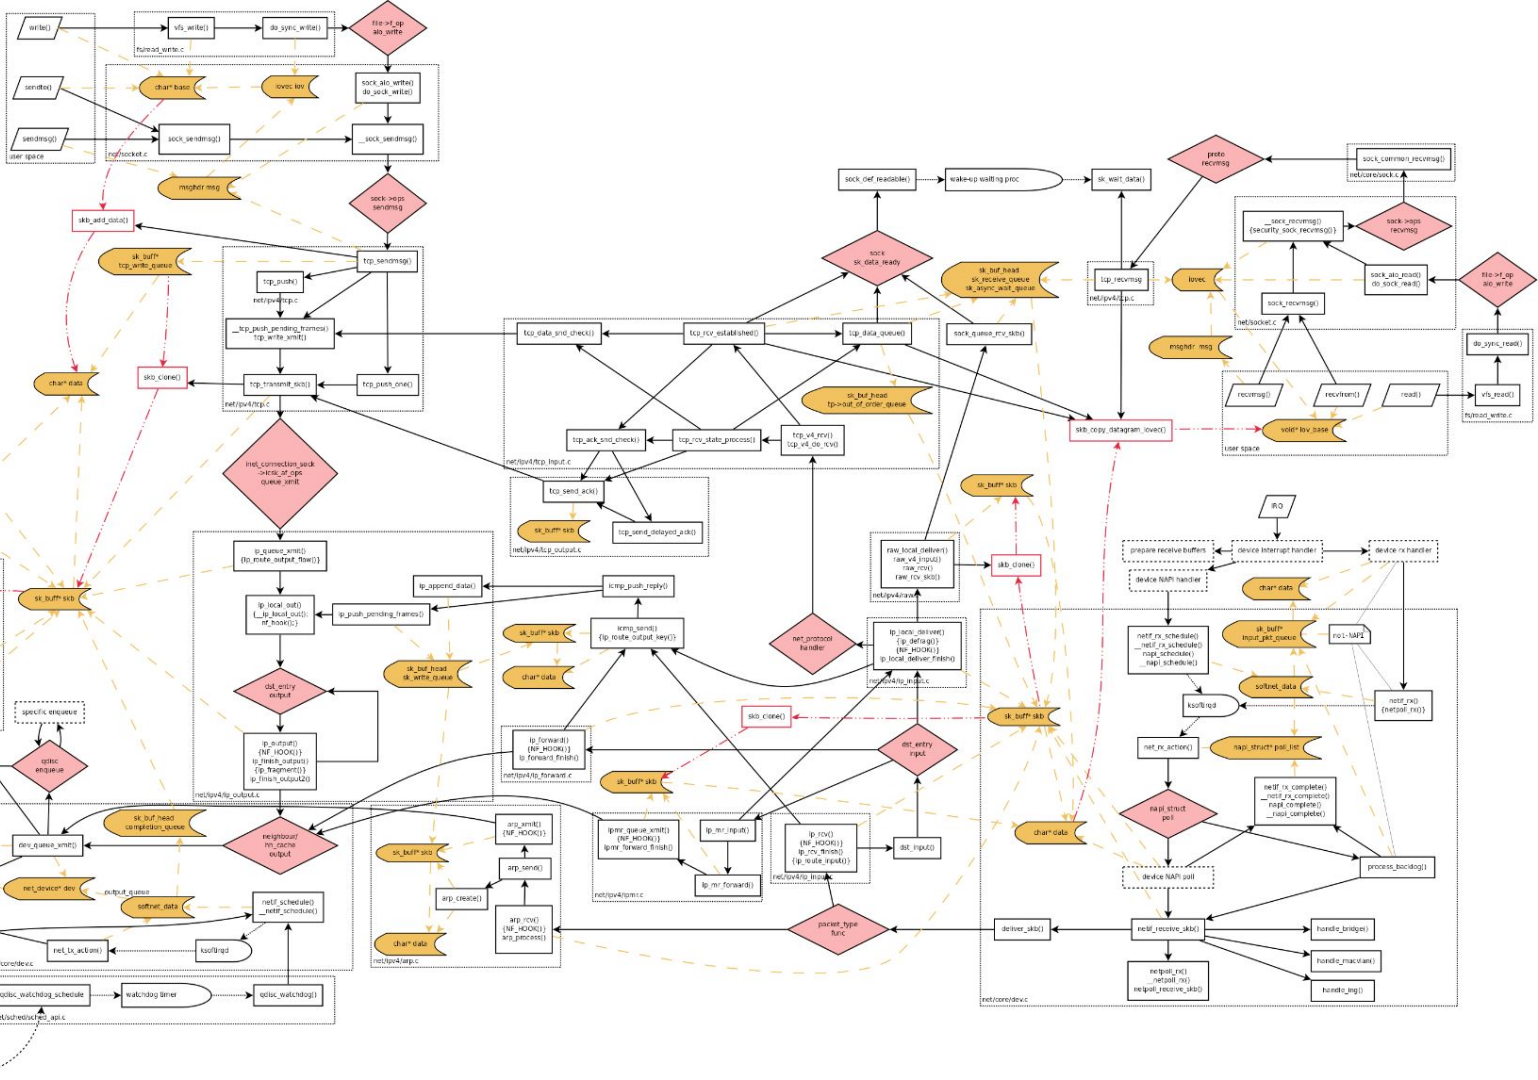 write()
vfs_write()
do_sync_write()
file->f_op
aio_write
fs/read_write.c
sendto()
char* base
iovec iov
sock_aio_write()
do_sock_write()
sendmsg()
sock_sendmsg()
__sock_sendmsg()
user space
net/socket.c
msghdr msg
sock->ops
sendmsg
skb_add_data()
sk_buff*
tcp_write_queue
tcp_sendmsg()
tcp_push()
net/ipv4/tcp.c
__tcp_push_pending_frames()
tcp_write_xmit()
char* data
skb_clone()
tcp_transmit_skb()
tcp_push_one()
net/ipv4/tcp.c
inet_connection_sock
->icsk_af_ops
queue_xmit
sock_def_readable()
wake-up waiting proc
sk_wait_data()
proto
recvmsg
sock_common_recvmsg()
net/core/sock.c
sock
sk_data_ready
sk_buf_head
sk_receive_queue
sk_async_wait_queue
tcp_recvmsg
net/ipv4/tcp.c
iovec
__sock_recvmsg()
{security_sock_recvmsg()}
sock->ops
recvmsg
sock_aio_read()
do_sock_read()
file->f_op
aio_write
sock_recvmsg()
net/socket.c
tcp_data_snd_check()
tcp_rcv_established()
tcp_data_queue()
sock_queue_rcv_skb()
msghdr msg
do_sync_read()
sk_buf_head
tp->out_of_order_queue
recvmsg()
recvfrom()
read()
vfs_read()
fs/read_write.c
tcp_ack_snd_check()
tcp_rcv_state_process()
tcp_v4_rcv()
tcp_v4_do_rcv()
net/ipv4/tcp_input.c
skb_copy_datagram_iovec()
void* iov_base
user space
tcp_send_ack()
sk_buff* skb
tcp_send_delayed_ack()
net/ipv4/tcp_output.c
sk_buff* skb
IRQ
ip_queue_xmit()
{ip_route_output_flow()}
raw_local_deliver()
raw_v4_input()
raw_rcv()
raw_rcv_skb()
net/ipv4/raw
skb_clone()
prepare receive buffers
device interrupt handler
device rx handler
device NAPI handler
char* data
sk_buff* skb
ip_append_data()
icmp_push_reply()
ip_local_out()
{__ip_local_out();
nf_hook();}
ip_push_pending_frames()
icmp_send()
{ip_route_output_key()}
sk_buff* skb
char* data
net_protocol
handler
ip_local_deliver()
{ip_defrag()}
{NF_HOOK()}
ip_local_deliver_finish()
net/ipv4/ip_input.c
netif_rx_schedule()
__netif_rx_schedule()
napi_schedule()
__napi_schedule()
sk_buff*
input_pkt_queue
not-NAPI
dst_entry
output
sk_buf_head
sk_write_queue
softnet_data
ksoftirqd
netif_rx()
{netpoll_rx()}
specific enqueue
skb_clone()
sk_buff* skb
qdisc
enqueue
ip_output()
{NF_HOOK()}
ip_finish_output()
{ip_fragment()}
ip_finish_output2()
net/ipv4/ip_output.c
ip_forward()
{NF_HOOK()}
ip_forward_finish()
net/ipv4/ip_forward.c
dst_entry
input
net_rx_action()
napi_struct* poll_list
sk_buff* skb
netif_rx_complete()
__netif_rx_complete()
napi_complete()
__napi_complete()
napi_struct
poll
sk_buf_head
completion_queue
dev_queue_xmit()
neighbour/
hh_cache
output
arp_xmit()
{NF_HOOK()}
ipmr_queue_xmit()
{NF_HOOK()}
ipmr_forward_finish()
ip_mr_input()
ip_rcv()
{NF_HOOK()}
ip_rcv_finish()
{ip_route_input()}
dst_input()
char* data
sk_buff* skb
arp_send()
net_device* dev
output_queue
softnet_data
arp_create()
net/ipv4/ipmr.c
ip_mr_forward()
net/ipv4/ip_input.c
device NAPI poll
process_backlog()
netif_schedule()
__netif_schedule()
arp_rcv()
{NF_HOOK()}
arp_process()
packet_type
func
deliver_skb()
netif_receive_skb()
handle_bridge()
net_tx_action()
ksoftirqd
char* data
net/ipv4/arp.c
handle_macvlan()
/core/dev.c
netpoll_rx()
__netpoll_rx()
netpoll_receive_skb()
handle_ing()
net/core/dev.c
qdisc_watchdog_schedule
watchdog timer
qdisc_watchdog()
et/sched/sched_api.c